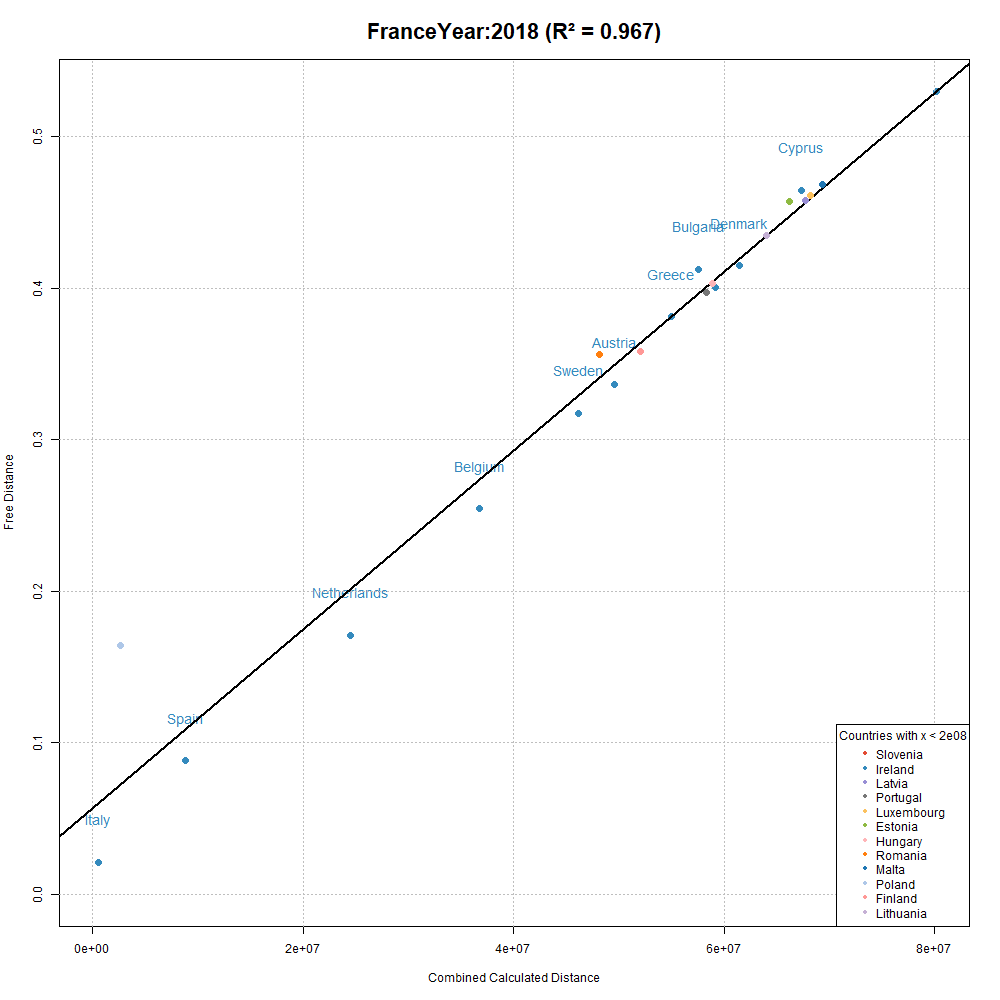 FranceYear:2018 (R² = 0.967)
Cyprus
0.5
Bulgaria
Denmark
Greece
0.4
Austria
Sweden
0.3
Belgium
Free Distance
Netherlands
0.2
Spain
0.1
Italy
0.0
Countries with x < 2e08
Slovenia
Ireland
Latvia
Portugal
Luxembourg
Estonia
Hungary
Romania
Malta
Poland
Finland
Lithuania
0e+00 2e+07 4e+07 6e+07 8e+07
Combined Calculated Distance